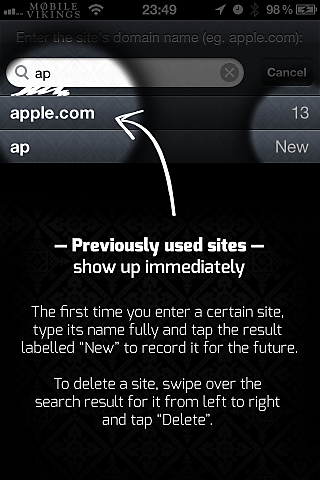 MOBILE VIKINGS 23:49 98%
Enter the site's domain name (eg. apple.com):
ap Cancel
apple.com 13
ap New
— Previously used sites —
show up immediately
The first time you enter a certain site,
type its name fully and tap the result
labelled “New” to record it for the future.
To delete a site, swipe over the
search result for it from left to right
and tap “Delete”.